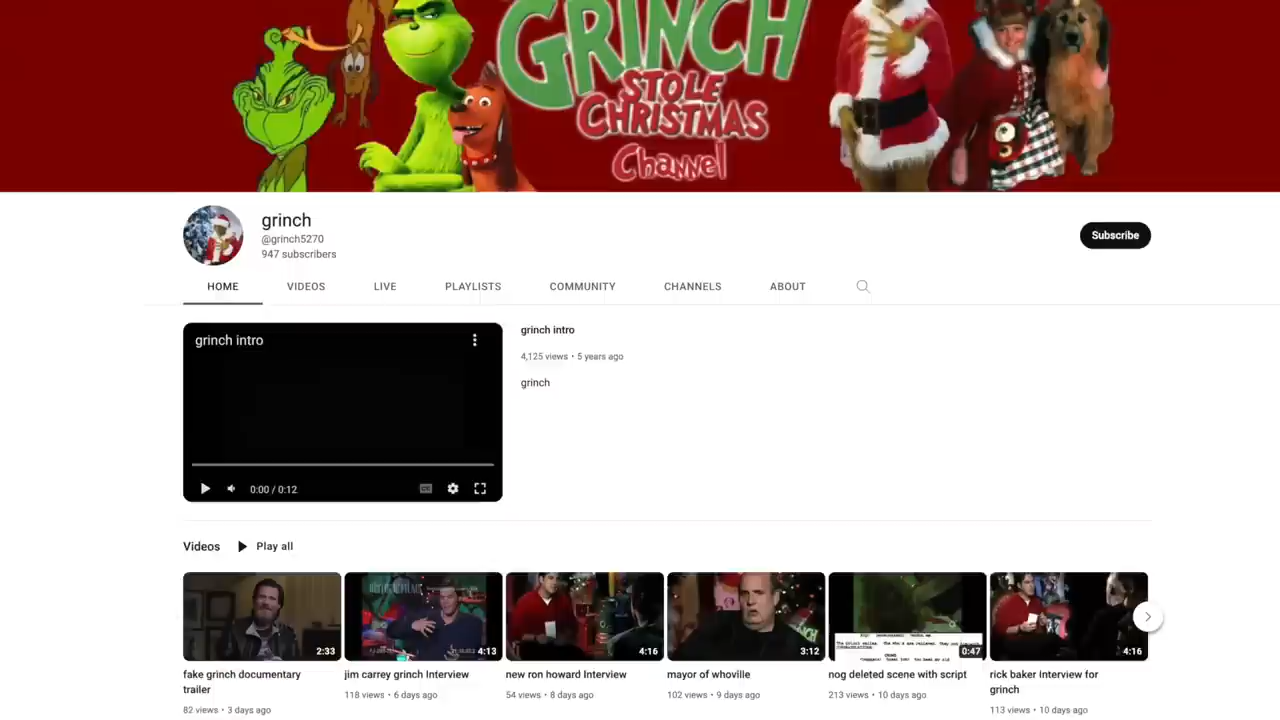 GRINCH
STOLE
CHRISTMAS
Channel
grinch
@grinch5270
947 subscribers
Subscribe
HOME VIDEOS LIVE PLAYLISTS COMMUNITY CHANNELS ABOUT
grinch intro
grinch intro
4,125 views • 5 years ago
grinch
0:00 / 0:12
Videos Play all
2:33 4:13 4:16 3:12 0:47 4:16
fake grinch documentary trailer
82 views • 3 days ago
jim carrey grinch Interview
118 views • 6 days ago
new ron howard Interview
54 views • 8 days ago
mayor of whoville
102 views • 9 days ago
nog deleted scene with script
213 views • 10 days ago
rick baker Interview for
grinch
113 views • 10 days ago